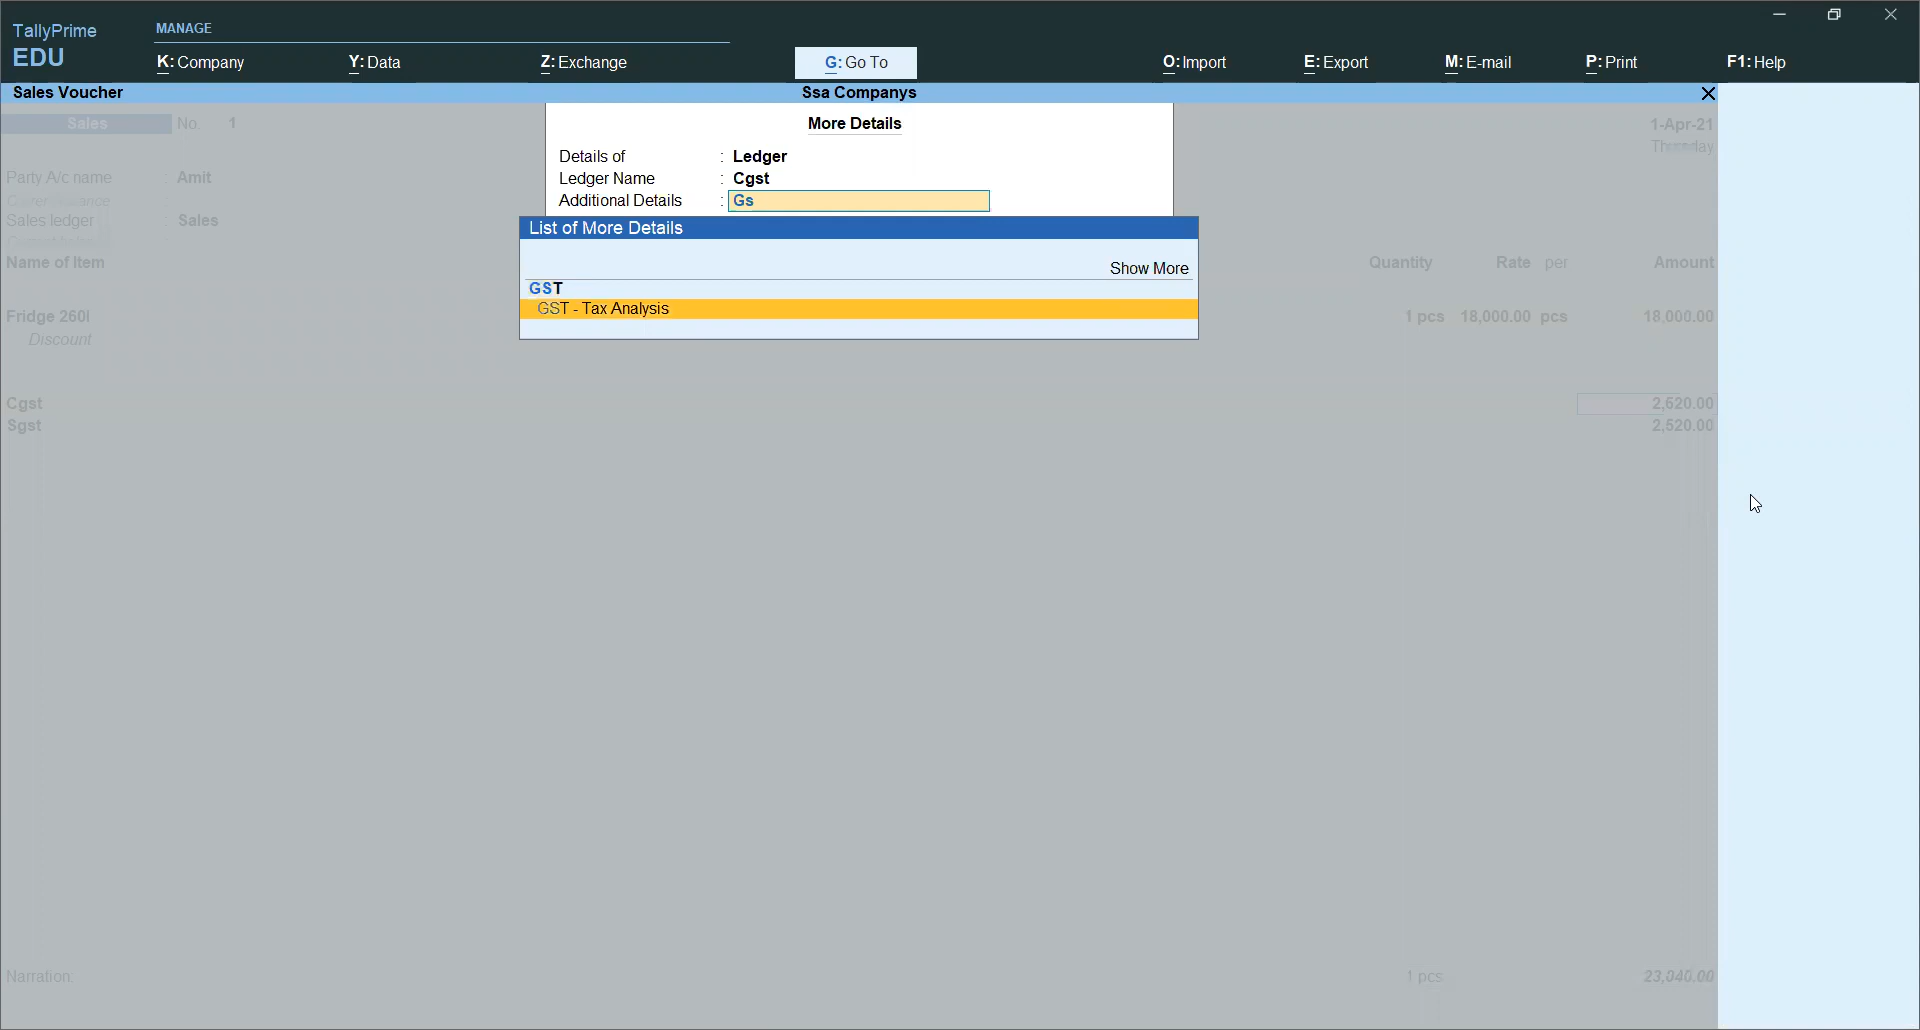 TallyPrime
EDU
MANAGE
K: Company
Y: Data
Z: Exchange
G: Go To
O: Import
E: Export
M: E-mail
P: Print
F1: Help
Sales Voucher
Ssa Companys
Sales No. 1
1-Apr-21
More Details
Details of : Ledger
Ledger Name : Cgst
Additional Details : Gs
List of More Details
Show More
GST
GST - Tax Analysis
Party A/c name : Amit
Sales ledger : Sales
Name of Item
Quantity Rate per Amount
Fridge 260l 1 pcs 18,000.00 pcs 18,000.00
Discount
Cgst 2,520.00
Sgst 2,520.00
Narration: 1 pcs 23,040.00